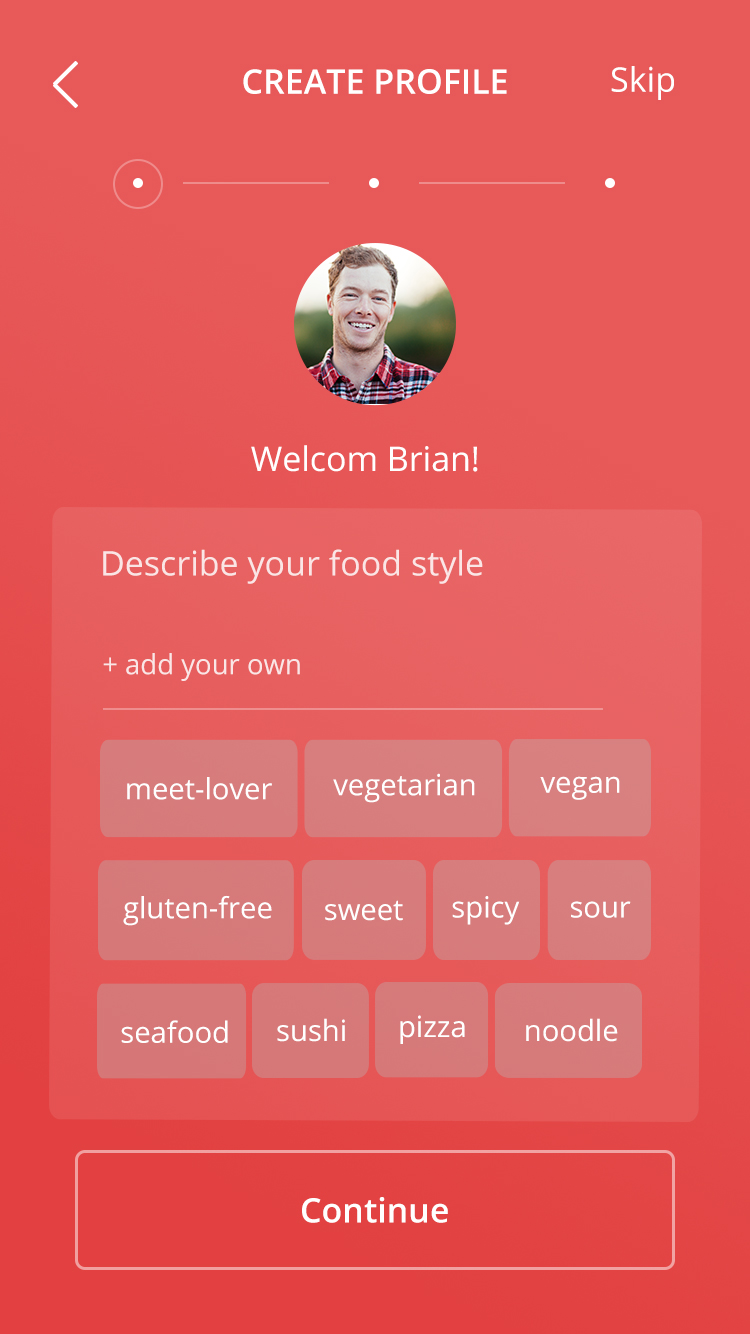 CREATE PROFILE Skip
Welcom Brian!
Describe your food style
+ add your own
meet-lover vegetarian vegan
gluten-free sweet spicy sour
seafood sushi pizza noodle
Continue